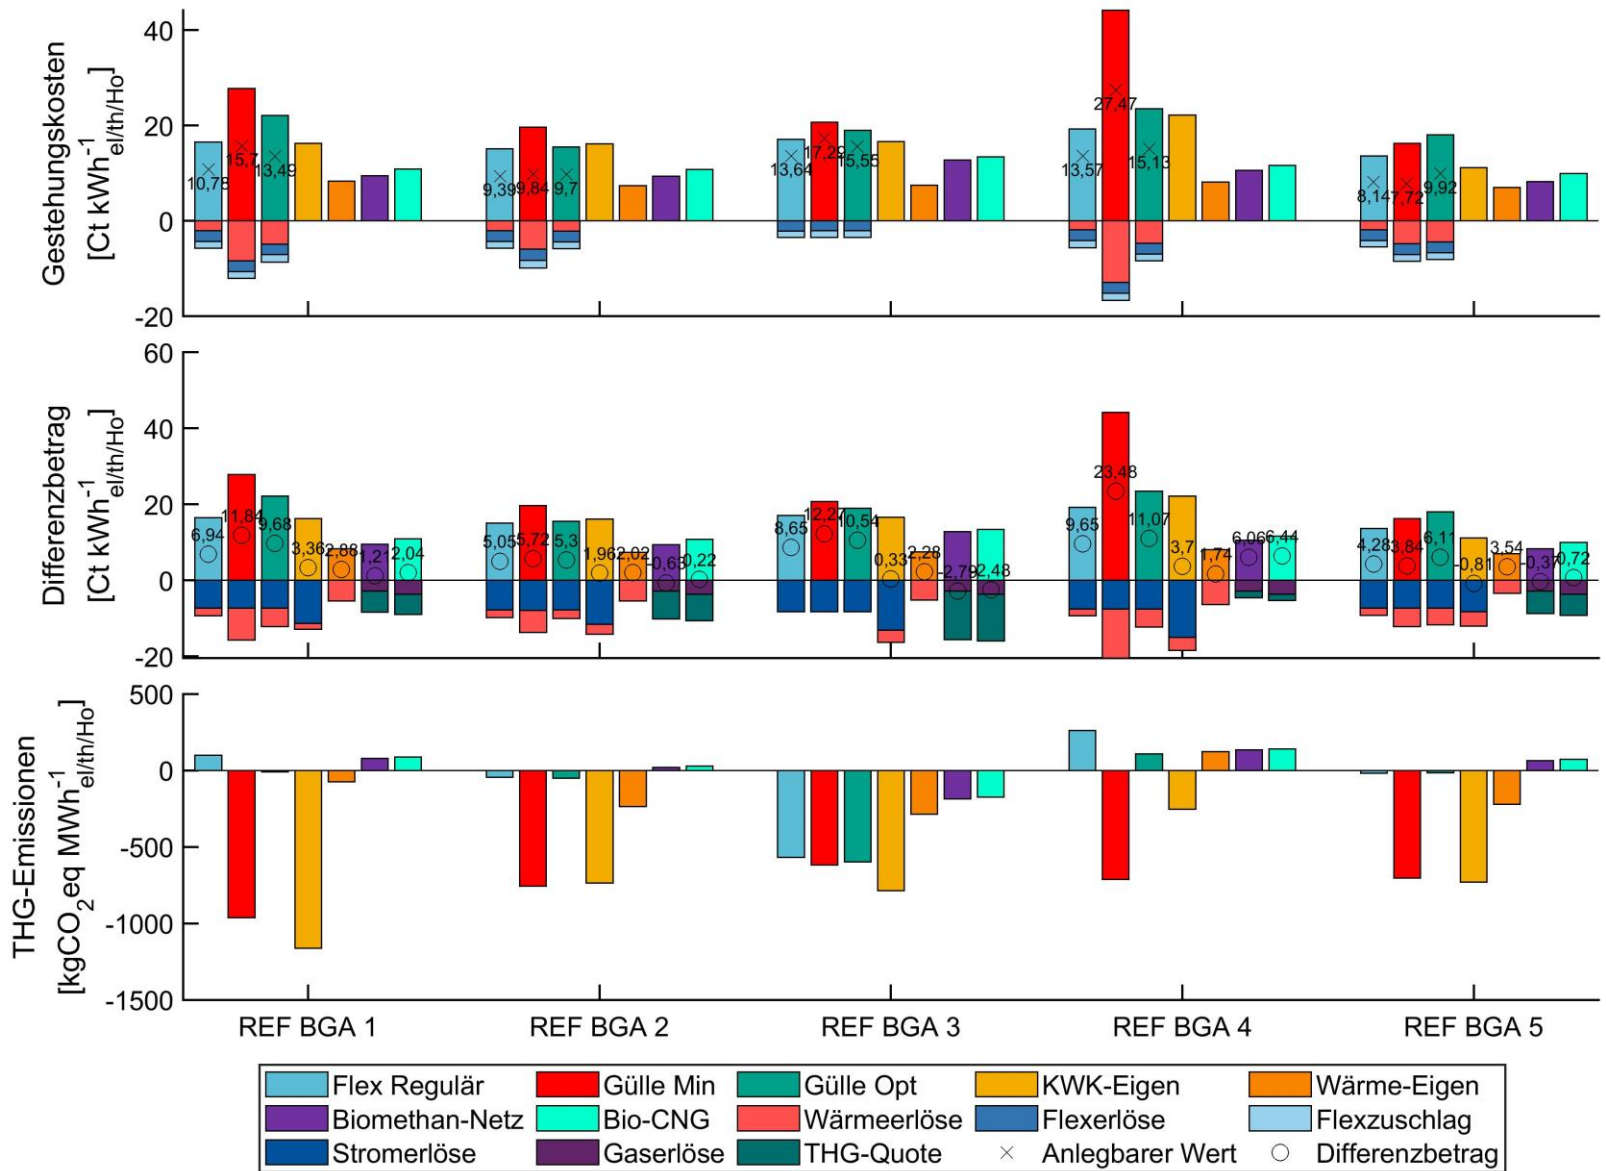 Gestehungskosten
[Ct kWh⁻¹el/th/Ho]
40
20
0
-20
10,78
15,7
13,49
9,39
9,84
9,7
13,64
17,29
15,55
13,57
27,47
15,13
8,14
7,72
9,92
Differenzbetrag
[Ct kWh⁻¹el/th/Ho]
60
40
20
0
-20
6,94
11,84
9,68
3,36
2,88
1,21
2,04
5,05
5,72
5,3
1,96
2,02
-0,63
0,22
8,65
12,27
10,54
0,33
2,28
-2,79
-2,48
9,65
23,48
11,07
3,7
1,74
6,06
6,44
4,28
3,84
6,11
-0,81
3,54
-0,37
0,72
THG-Emissionen
[kgCO₂eq MWh⁻¹el/th/Ho]
500
0
-500
-1000
-1500
REF BGA 1
REF BGA 2
REF BGA 3
REF BGA 4
REF BGA 5
Flex Regulär
Gülle Min
Gülle Opt
KWK-Eigen
Wärme-Eigen
Biomethan-Netz
Bio-CNG
Wärmeerlöse
Flexerlöse
Flexzuschlag
Stromerlöse
Gaserlöse
THG-Quote
× Anlegbarer Wert
○ Differenzbetrag